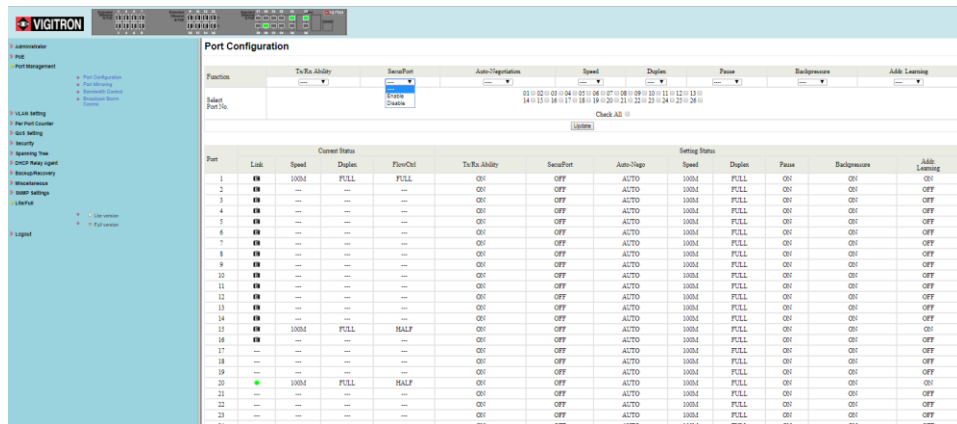 VIGITRON
Administrator
PoE
Port Management
Port Configuration
Port Mirroring
Bandwidth Control
Broadcast Storm
Control
VLAN Setting
Per Port Counter
QoS Setting
Security
Spanning Tree
DHCP Relay Agent
Backup/Recovery
Miscellaneous
SNMP Settings
Lite/Full
Lite version
Full version
Logout
Port Configuration
Function Tx/Rx Ability SecurPort Auto-Negotiation Speed Duplex Pause Backpressure Addr. Learning
---- ---- ---- ---- ---- ---- ---- ----
----
Enable
Disable
Select
Port No.
01 02 03 04 05 06 07 08 09 10 11 12 13
14 15 16 17 18 19 20 21 22 23 24 25 26
Check All
Update
Port Current Status Setting Status
Link Speed Duplex FlowCtrl Tx/Rx Ability SecurPort Auto-Nego Speed Duplex Pause Backpressure Addr.
Learning
1 100M FULL FULL ON OFF AUTO 100M FULL ON ON ON
2 --- --- --- ON OFF AUTO 100M FULL ON ON OFF
3 --- --- --- ON OFF AUTO 100M FULL ON ON OFF
4 --- --- --- ON OFF AUTO 100M FULL ON ON OFF
5 --- --- --- ON OFF AUTO 100M FULL ON ON OFF
6 --- --- --- ON OFF AUTO 100M FULL ON ON OFF
7 --- --- --- ON OFF AUTO 100M FULL ON ON OFF
8 --- --- --- ON OFF AUTO 100M FULL ON ON OFF
9 --- --- --- ON OFF AUTO 100M FULL ON ON OFF
10 --- --- --- ON OFF AUTO 100M FULL ON ON OFF
11 --- --- --- ON OFF AUTO 100M FULL ON ON OFF
12 --- --- --- ON OFF AUTO 100M FULL ON ON OFF
13 --- --- --- ON OFF AUTO 100M FULL ON ON OFF
14 --- --- --- ON OFF AUTO 100M FULL ON ON OFF
15 100M FULL HALF ON OFF AUTO 100M FULL ON ON ON
16 --- --- --- ON OFF AUTO 100M FULL ON ON OFF
17 --- --- --- --- ON OFF AUTO 100M FULL ON ON OFF
18 --- --- --- --- ON OFF AUTO 100M FULL ON ON OFF
19 --- --- --- --- ON OFF AUTO 100M FULL ON ON OFF
20 100M FULL HALF ON OFF AUTO 100M FULL ON ON ON
21 --- --- --- --- ON OFF AUTO 100M FULL ON ON OFF
22 --- --- --- --- ON OFF AUTO 100M FULL ON ON OFF
23 --- --- --- --- ON OFF AUTO 100M FULL ON ON OFF